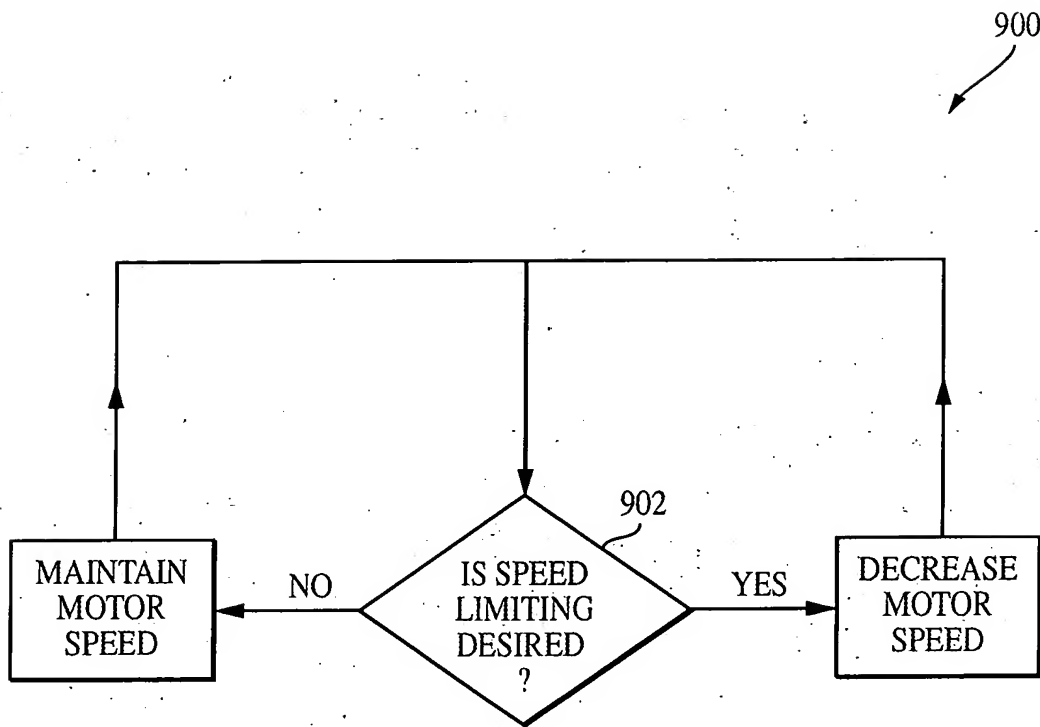 900
902
MAINTAIN
MOTOR
SPEED
NO
IS SPEED
LIMITING
DESIRED
?
YES
DECREASE
MOTOR
SPEED